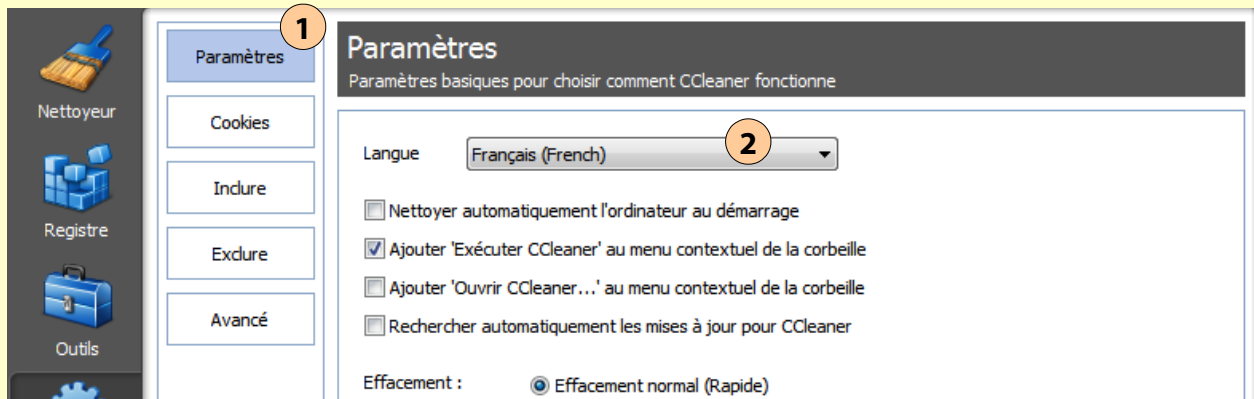 Nettoyeur
Registre
Outils
1
Paramètres
Cookies
Inclure
Exclure
Avancé
Paramètres
Paramètres basiques pour choisir comment CCleaner fonctionne
Langue Français (French) 2
Nettoyer automatiquement l'ordinateur au démarrage
Ajouter 'Exécuter CCleaner' au menu contextuel de la corbeille
Ajouter 'Ouvrir CCleaner...' au menu contextuel de la corbeille
Rechercher automatiquement les mises à jour pour CCleaner
Effacement : Effacement normal (Rapide)